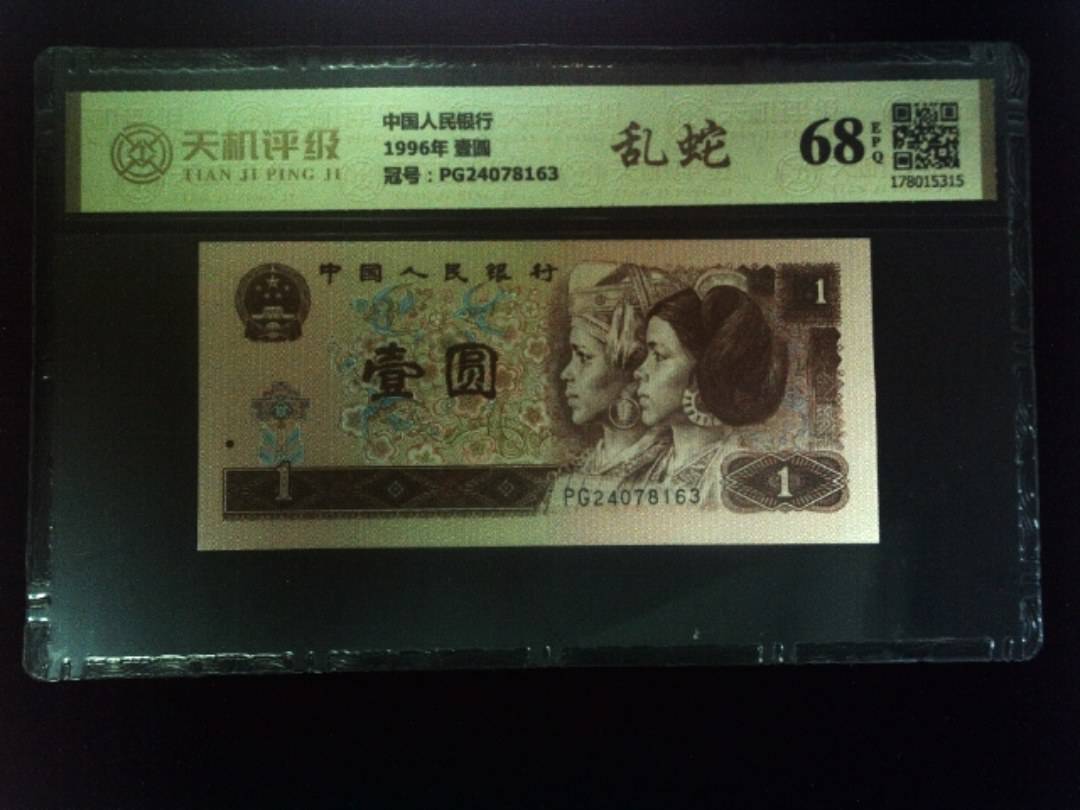 天机评级
TIAN JI PING JI
中国人民银行
1996年 壹圆
冠号：PG24078163
乱蛇
68
EPQ
178015315
中国人民银行
1
壹圆
1
PG24078163
1